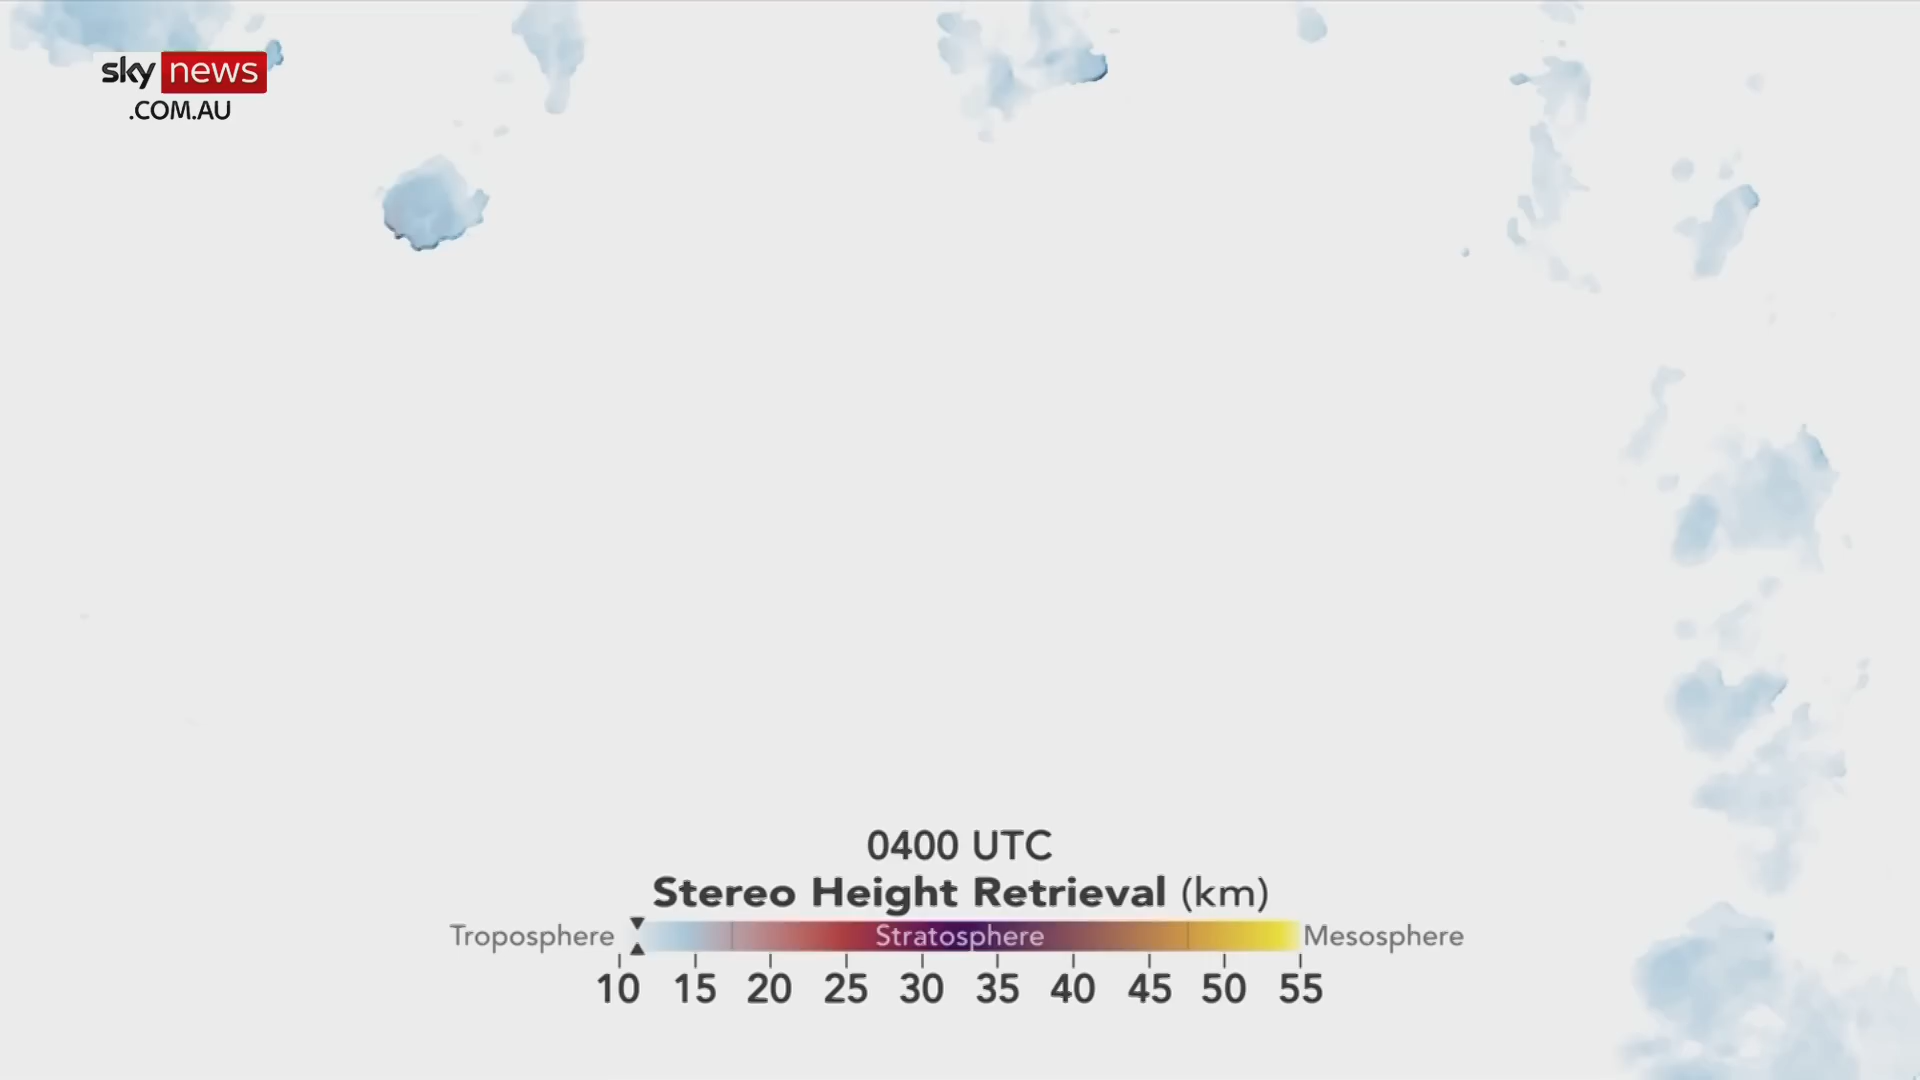 sky news
.COM.AU
0400 UTC
Stereo Height Retrieval (km)
Troposphere Stratosphere Mesosphere
10 15 20 25 30 35 40 45 50 55